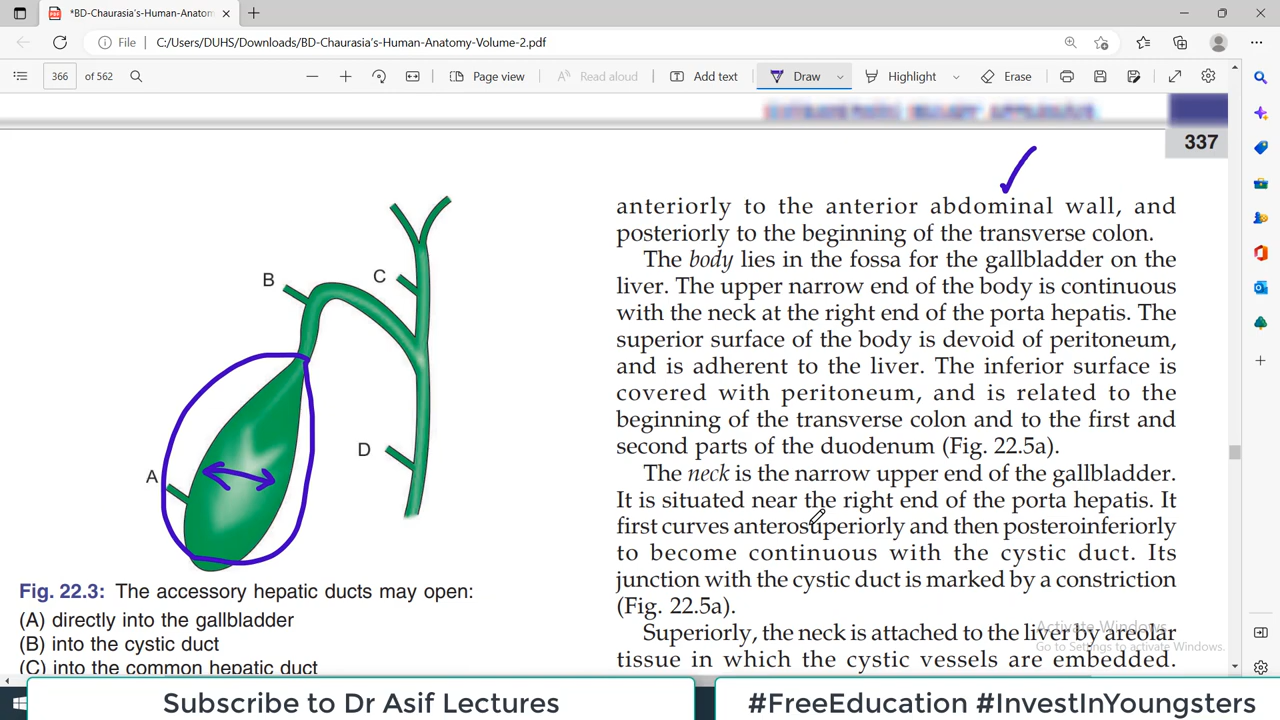 *BD-Chaurasia's-Human-Anatom
File C:/Users/DUHS/Downloads/BD-Chaurasia's-Human-Anatomy-Volume-2.pdf
366 of 562 Page view Read aloud Add text Draw Highlight Erase
337
anteriorly to the anterior abdominal wall, and
posteriorly to the beginning of the transverse colon.
The body lies in the fossa for the gallbladder on the
liver. The upper narrow end of the body is continuous
with the neck at the right end of the porta hepatis. The
superior surface of the body is devoid of peritoneum,
and is adherent to the liver. The inferior surface is
covered with peritoneum, and is related to the
beginning of the transverse colon and to the first and
second parts of the duodenum (Fig. 22.5a).
The neck is the narrow upper end of the gallbladder.
It is situated near the right end of the porta hepatis. It
first curves anterosuperiorly and then posteroinferiorly
to become continuous with the cystic duct. Its
junction with the cystic duct is marked by a constriction
(Fig. 22.5a).
Superiorly, the neck is attached to the liver by areolar
tissue in which the cystic vessels are embedded.
B
C
A
D
Fig. 22.3: The accessory hepatic ducts may open:
(A) directly into the gallbladder
(B) into the cystic duct
(C) into the common hepatic duct
Activate Windows
Go to Settings to activate Windows.
Subscribe to Dr Asif Lectures
#FreeEducation #InvestInYoungsters